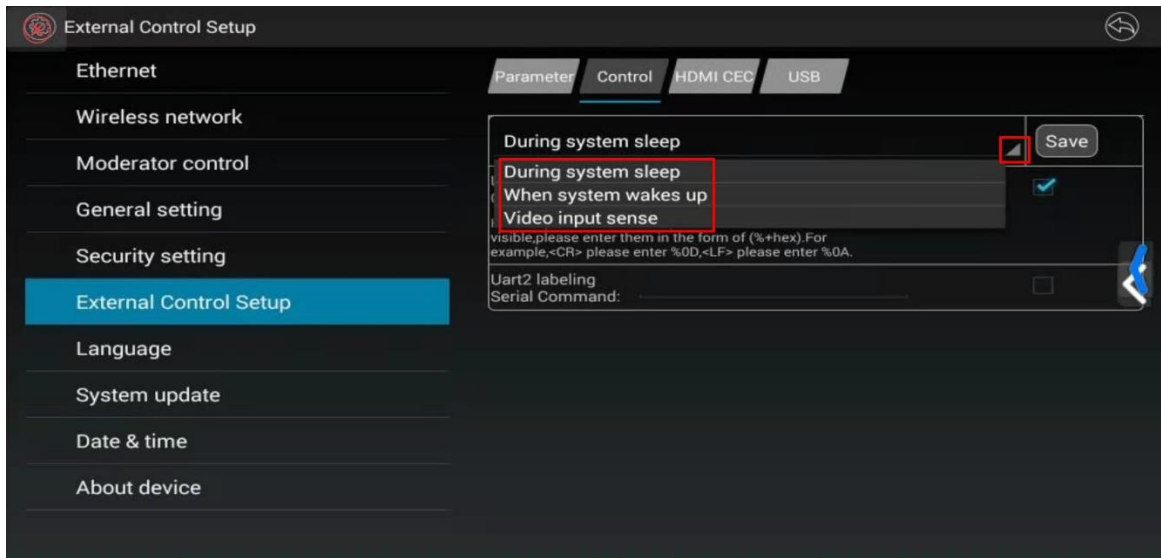 External Control Setup
Ethernet
Wireless network
Moderator control
General setting
Security setting
External Control Setup
Language
System update
Date & time
About device
Parameter
Control
HDMI CEC
USB
During system sleep
Save
During system sleep
When system wakes up
Video input sense
visible,please enter them in the form of (%+hex).For
example,<CR> please enter %0D,<LF> please enter %0A.
Uart2 labeling
Serial Command: